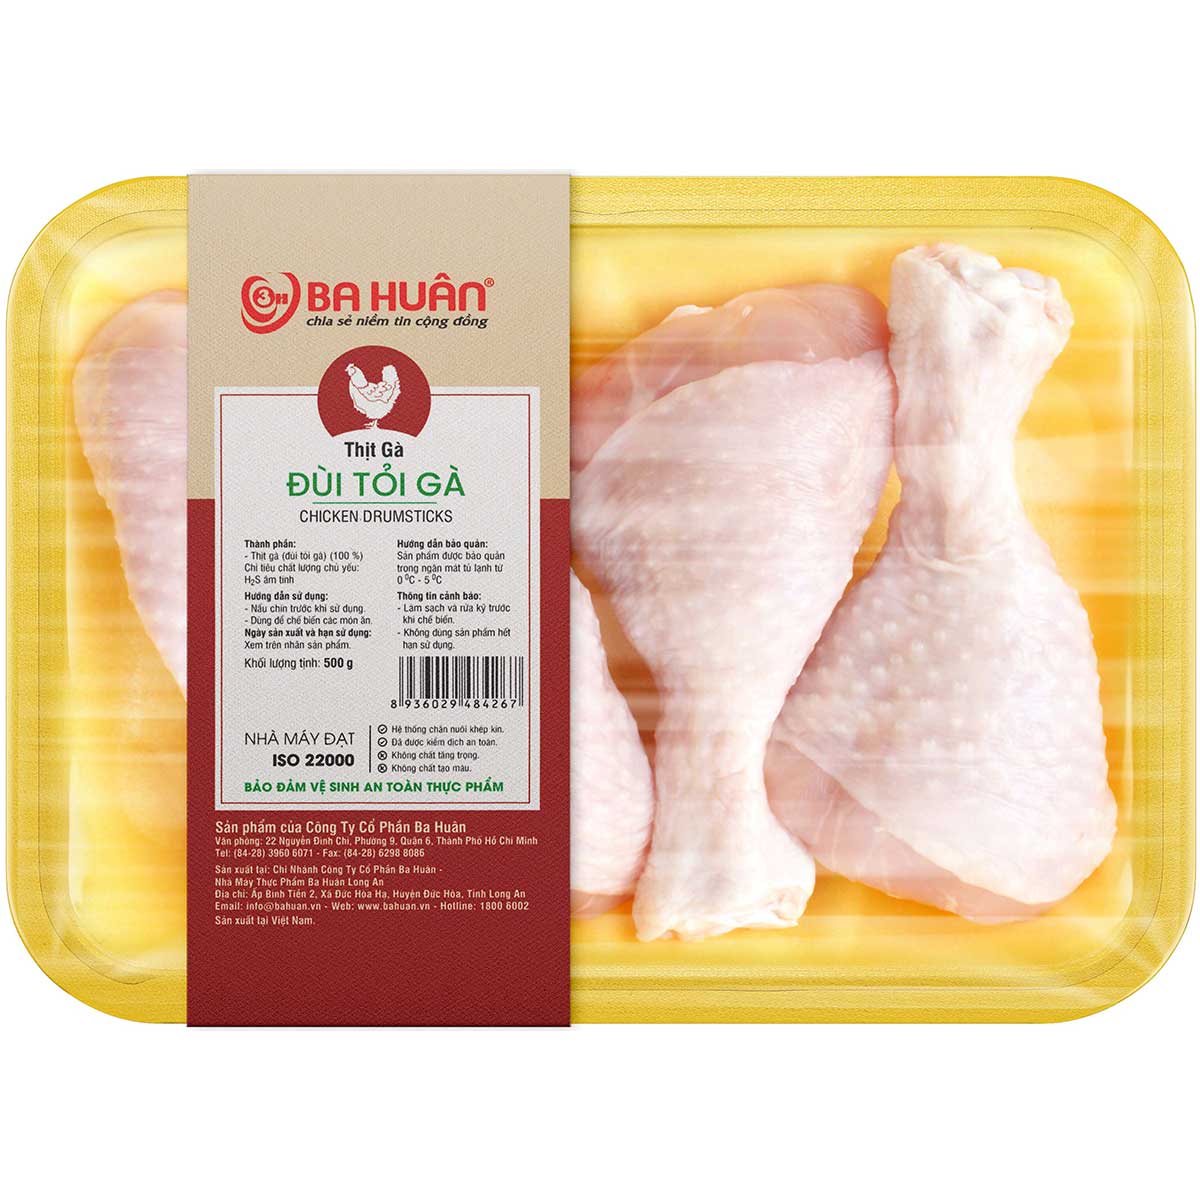 3H BA HUÂN®
chia sẻ niềm tin cộng đồng
Thịt Gà
ĐÙI TỎI GÀ
CHICKEN DRUMSTICKS
Thành phần:
- Thịt gà (đùi tỏi gà) (100 %)
Chỉ tiêu chất lượng chủ yếu:
H₂S âm tính
Hướng dẫn sử dụng:
- Nấu chín trước khi sử dụng.
- Dùng để chế biến các món ăn.
Ngày sản xuất và hạn sử dụng:
Xem trên nhãn sản phẩm.
Khối lượng tịnh: 500 g
Hướng dẫn bảo quản:
Sản phẩm được bảo quản
trong ngăn mát tủ lạnh từ
0 ⁰C - 5 ⁰C
Thông tin cảnh báo:
- Làm sạch và rửa kỹ trước
khi chế biến.
- Không dùng sản phẩm hết
hạn sử dụng.
8 936029 484267
NHÀ MÁY ĐẠT
ISO 22000
Hệ thống chăn nuôi khép kín.
Đã được kiểm dịch an toàn.
Không chất tăng trọng.
Không chất tạo màu.
BẢO ĐẢM VỆ SINH AN TOÀN THỰC PHẨM
Sản phẩm của Công Ty Cổ Phần Ba Huân
Văn phòng: 22 Nguyễn Đình Chi, Phường 9, Quận 6, Thành Phố Hồ Chí Minh
Tel: (84-28) 3960 6071 - Fax: (84-28) 6298 8086
Sản xuất tại: Chi Nhánh Công Ty Cổ Phần Ba Huân -
Nhà Máy Thực Phẩm Ba Huân Long An
Địa chỉ: Ấp Bình Tiền 2, Xã Đức Hòa Hạ, Huyện Đức Hòa, Tỉnh Long An
Email: info@bahuan.vn - Web: www.bahuan.vn - Hotline: 1800 6002
Sản xuất tại Việt Nam.